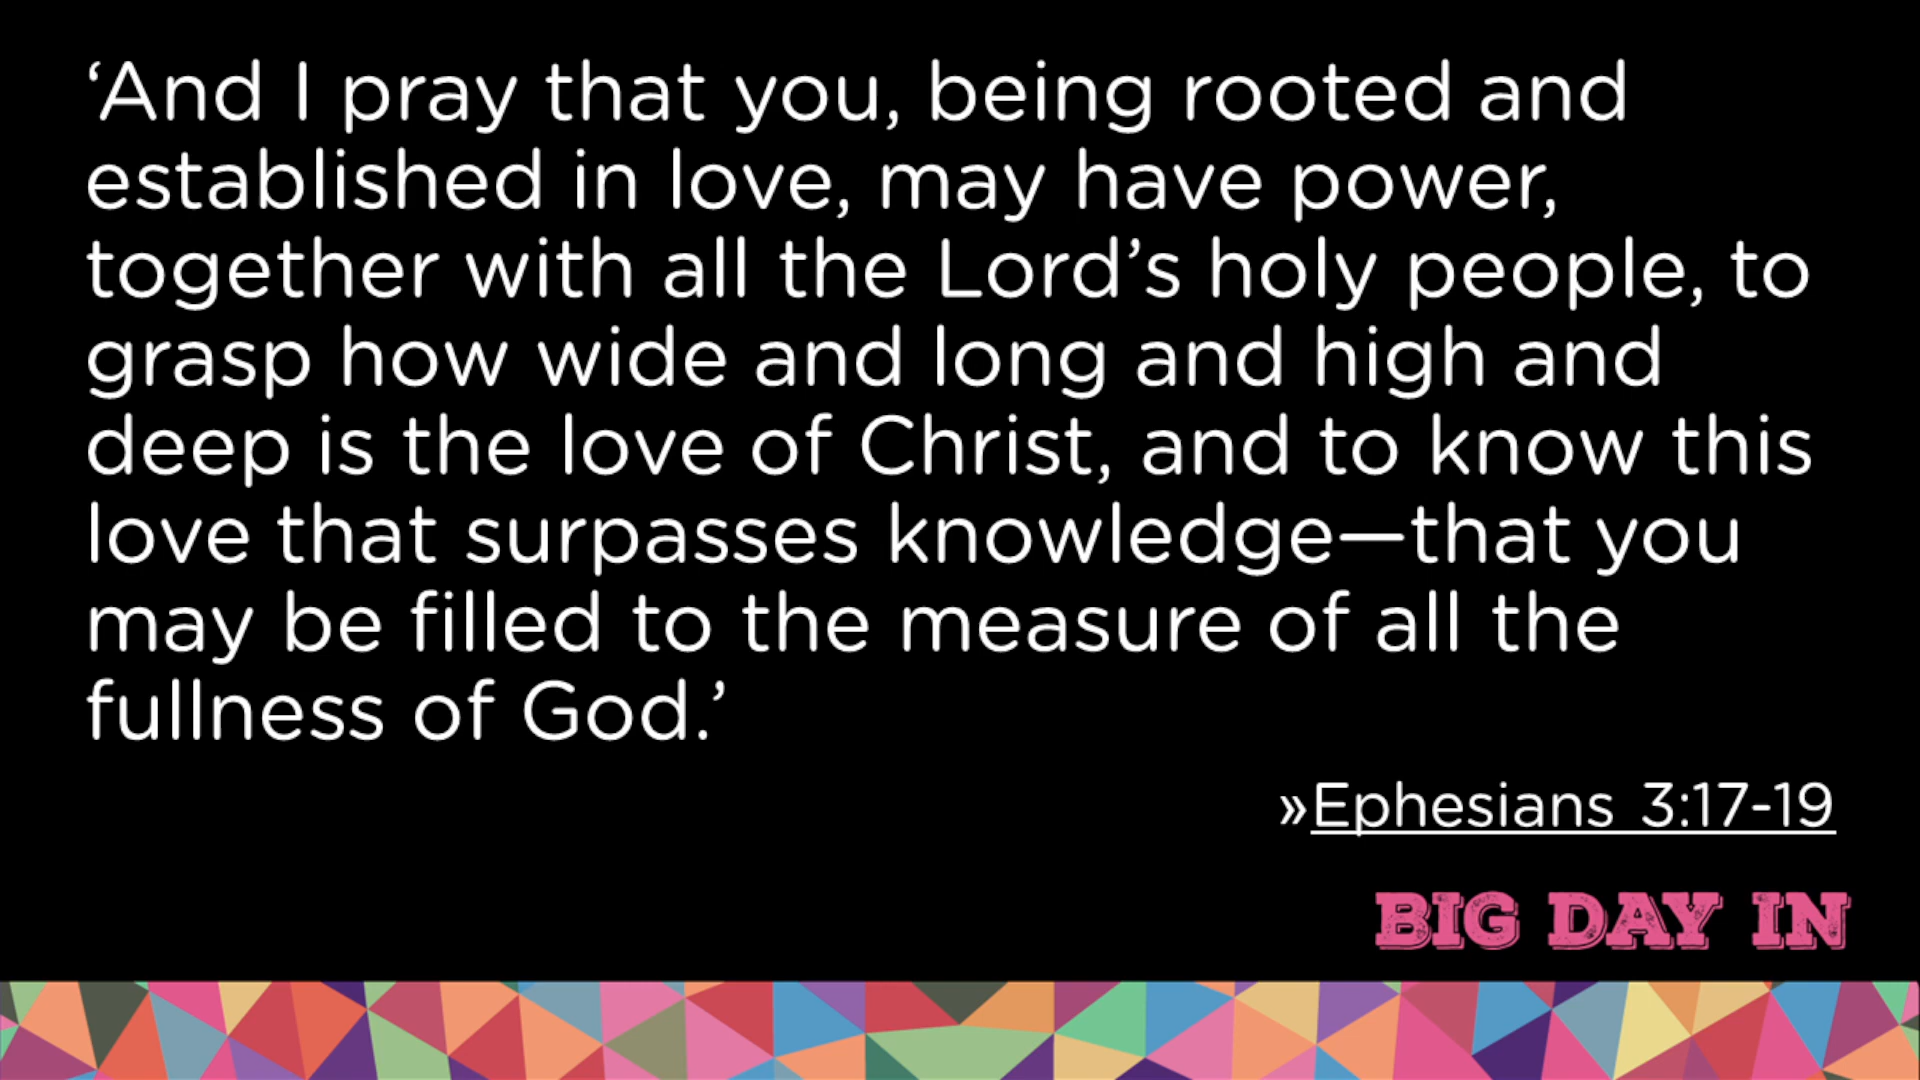 ‘And I pray that you, being rooted and
established in love, may have power,
together with all the Lord’s holy people, to
grasp how wide and long and high and
deep is the love of Christ, and to know this
love that surpasses knowledge—that you
may be filled to the measure of all the
fullness of God.’
»Ephesians 3:17-19
BIG DAY IN